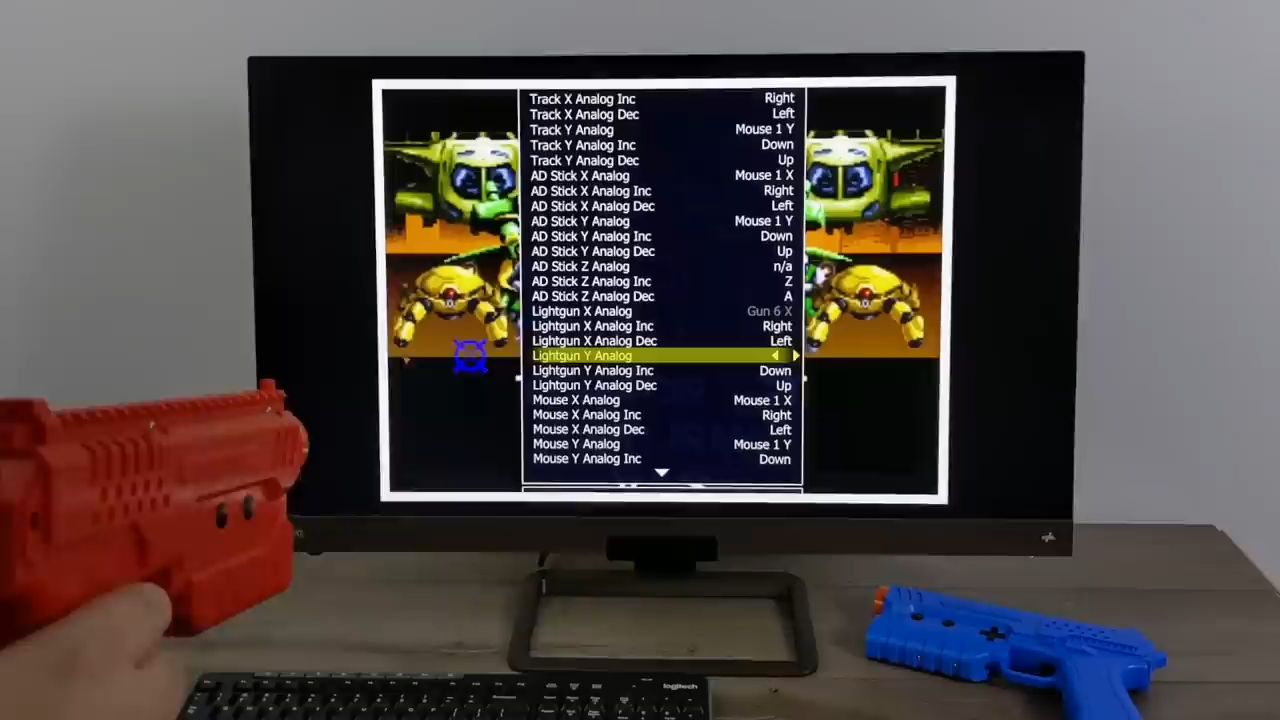 Track X Analog Inc Right
Track X Analog Dec Left
Track Y Analog Mouse 1 Y
Track Y Analog Inc Down
Track Y Analog Dec Up
AD Stick X Analog Mouse 1 X
AD Stick X Analog Inc Right
AD Stick X Analog Dec Left
AD Stick Y Analog Mouse 1 Y
AD Stick Y Analog Inc Down
AD Stick Y Analog Dec Up
AD Stick Z Analog n/a
AD Stick Z Analog Inc Z
AD Stick Z Analog Dec A
Lightgun X Analog Gun 6 X
Lightgun X Analog Inc Right
Lightgun X Analog Dec Left
Lightgun Y Analog
Lightgun Y Analog Inc Down
Lightgun Y Analog Dec Up
Mouse X Analog Mouse 1 X
Mouse X Analog Inc Right
Mouse X Analog Dec Left
Mouse Y Analog Mouse 1 Y
Mouse Y Analog Inc Down
logitech